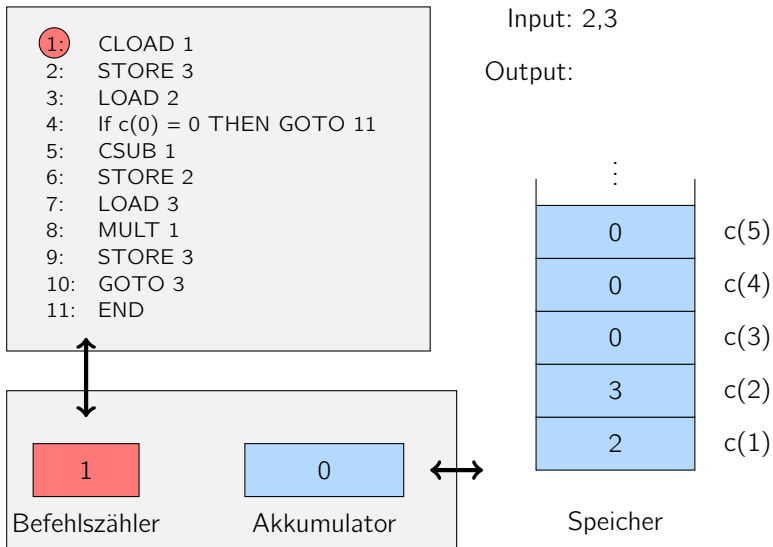 1: CLOAD 1
2: STORE 3
3: LOAD 2
4: If c(0) = 0 THEN GOTO 11
5: CSUB 1
6: STORE 2
7: LOAD 3
8: MULT 1
9: STORE 3
10: GOTO 3
11: END
Input: 2,3
Output:
⋮
0 c(5)
0 c(4)
0 c(3)
3 c(2)
2 c(1)
Speicher
1
Befehlszähler
0
Akkumulator